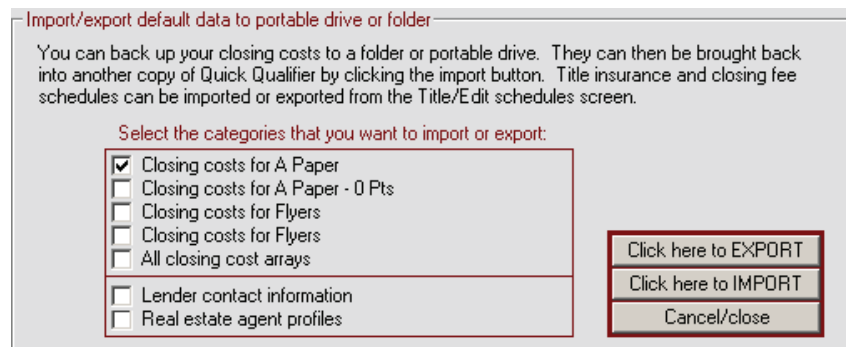 Import/export default data to portable drive or folder
You can back up your closing costs to a folder or portable drive.  They can then be brought back
into another copy of Quick Qualifier by clicking the import button.  Title insurance and closing fee
schedules can be imported or exported from the Title/Edit schedules screen.
Select the categories that you want to import or export:
Closing costs for A Paper
Closing costs for A Paper - 0 Pts
Closing costs for Flyers
Closing costs for Flyers
All closing cost arrays
Lender contact information
Real estate agent profiles
Click here to EXPORT
Click here to IMPORT
Cancel/close